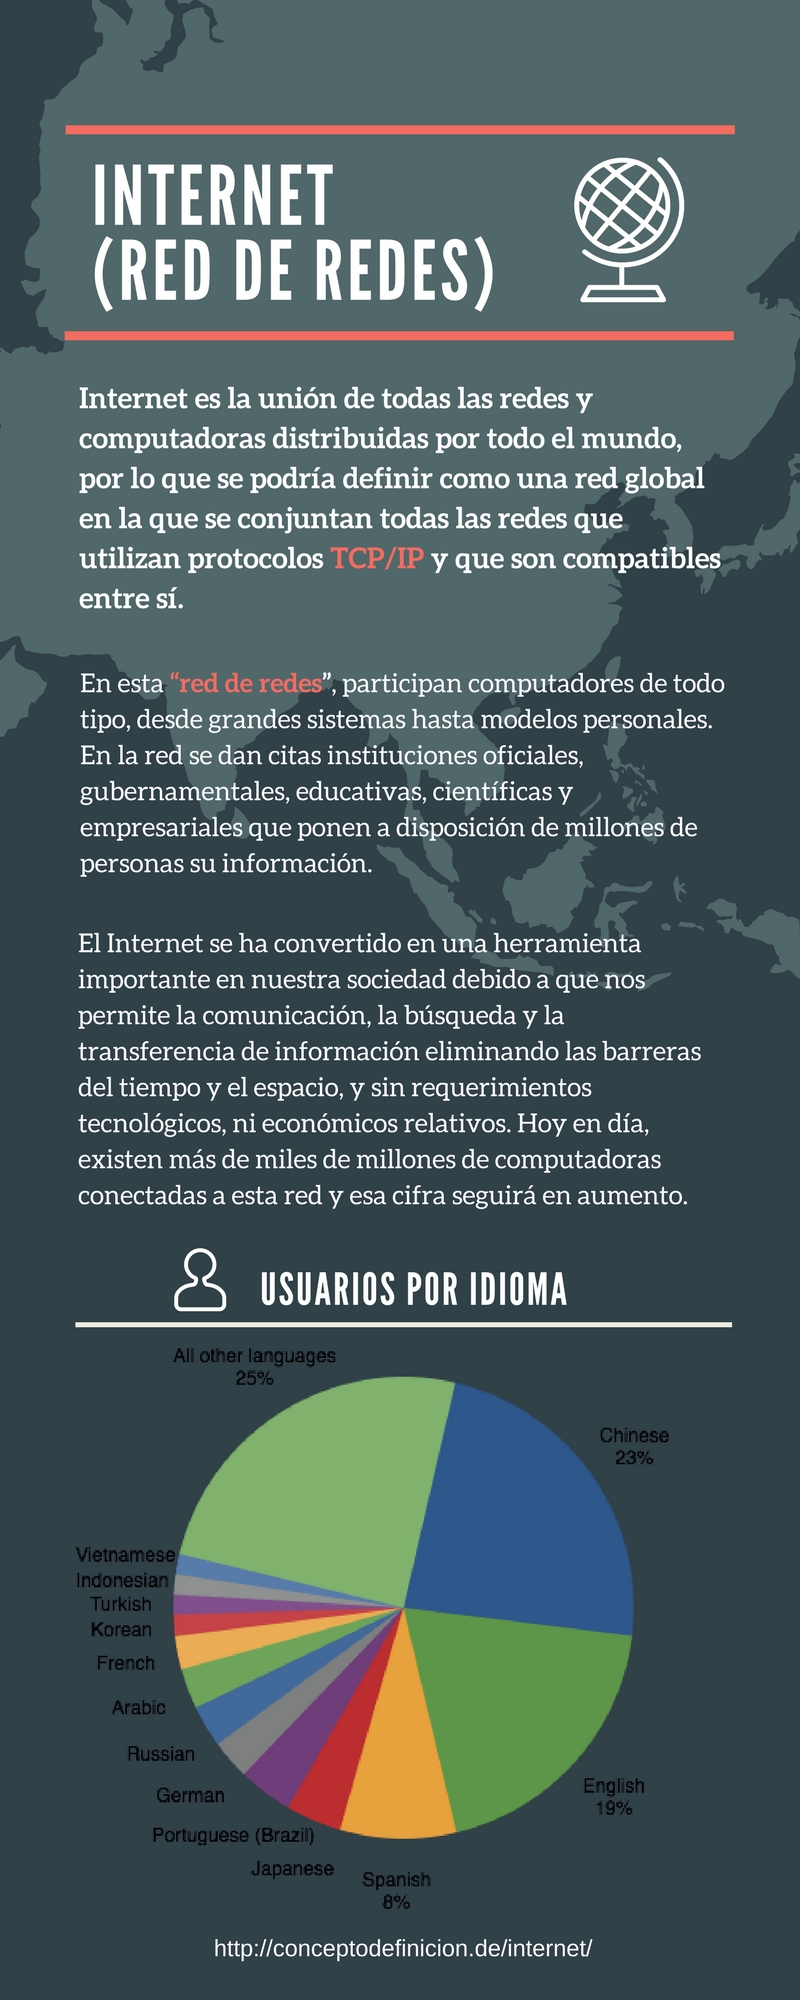 INTERNET
(RED DE REDES)
Internet es la unión de todas las redes y
computadoras distribuidas por todo el mundo,
por lo que se podría definir como una red global
en la que se conjuntan todas las redes que
utilizan protocolos TCP/IP y que son compatibles
entre sí.
En esta “red de redes”, participan computadores de todo
tipo, desde grandes sistemas hasta modelos personales.
En la red se dan citas instituciones oficiales,
gubernamentales, educativas, científicas y
empresariales que ponen a disposición de millones de
personas su información.
El Internet se ha convertido en una herramienta
importante en nuestra sociedad debido a que nos
permite la comunicación, la búsqueda y la
transferencia de información eliminando las barreras
del tiempo y el espacio, y sin requerimientos
tecnológicos, ni económicos relativos. Hoy en día,
existen más de miles de millones de computadoras
conectadas a esta red y esa cifra seguirá en aumento.
USUARIOS POR IDIOMA
All other languages
25%
Chinese
23%
Vietnamese
Indonesian
Turkish
Korean
French
Arabic
Russian
German
Portuguese (Brazil)
Japanese
English
19%
Spanish
8%
http://conceptodefinicion.de/internet/